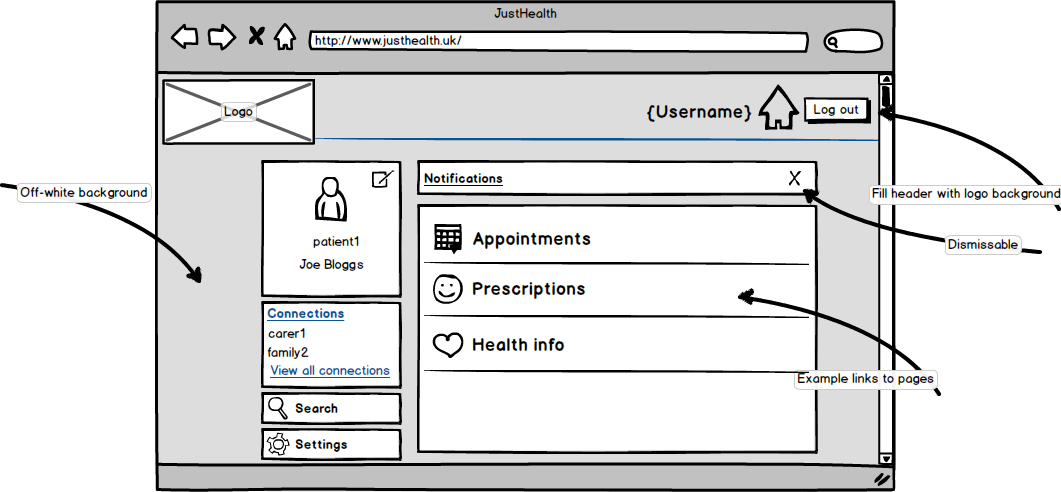 JustHealth
http://www.justhealth.uk/
Logo
{Username}
Log out
Off-white background
Fill header with logo background
Notifications
X
Dismissable
patient1
Joe Bloggs
Appointments
Prescriptions
Health info
Connections
carer1
family2
View all connections
Example links to pages
Search
Settings